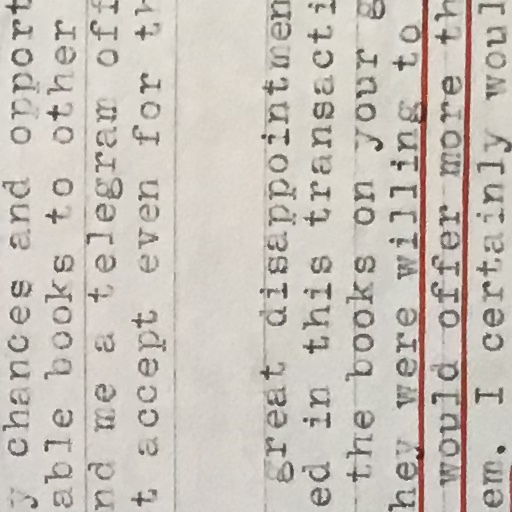 y chances and opport
able books to other
nd me a telegram off
t accept even for th
great disappointmen
ed in this transacti
the books on your g
hey were willing to
would offer more th
em. I certainly woul